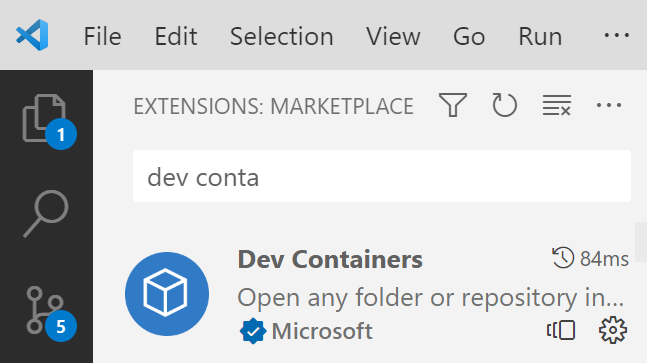 File Edit Selection View Go Run ...
EXTENSIONS: MARKETPLACE ...
1
dev conta
Dev Containers 84ms
Open any folder or repository in...
5
Microsoft